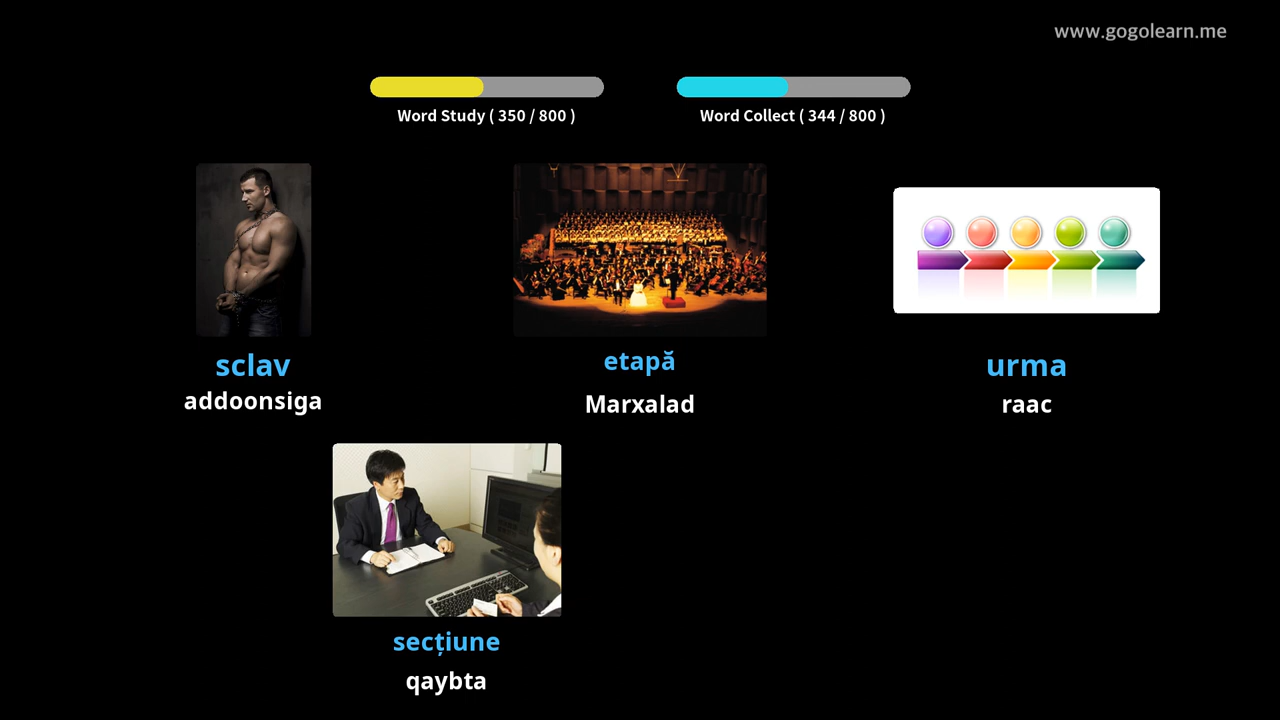 www.gogolearn.me
Word Study ( 350 / 800 )
Word Collect ( 344 / 800 )
sclav
addoonsiga
etapă
Marxalad
urma
raac
secțiune
qaybta